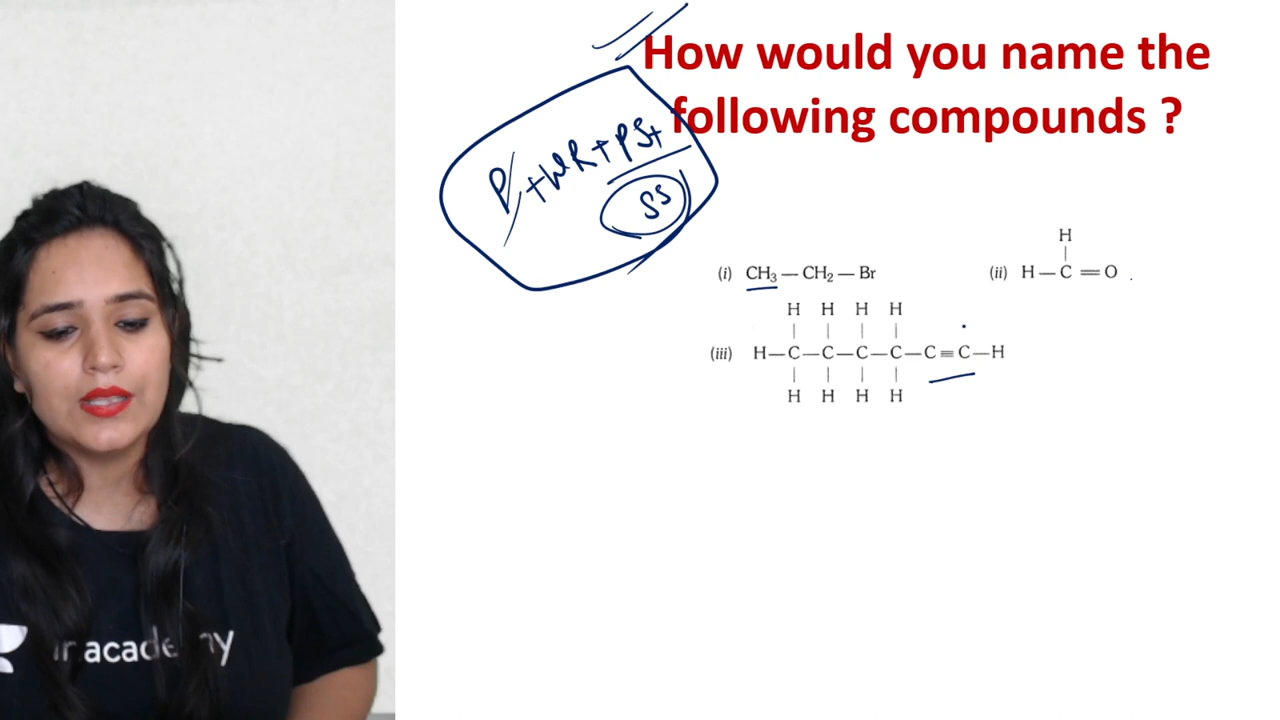 How would you name the
following compounds ?
P + WR + PS +
SS
(i) CH₃ — CH₂ — Br
H
|
(ii) H — C = O .
H H H H
| | | |
(iii) H—C—C—C—C—C≡C—H
| | | |
H H H H
unacademy